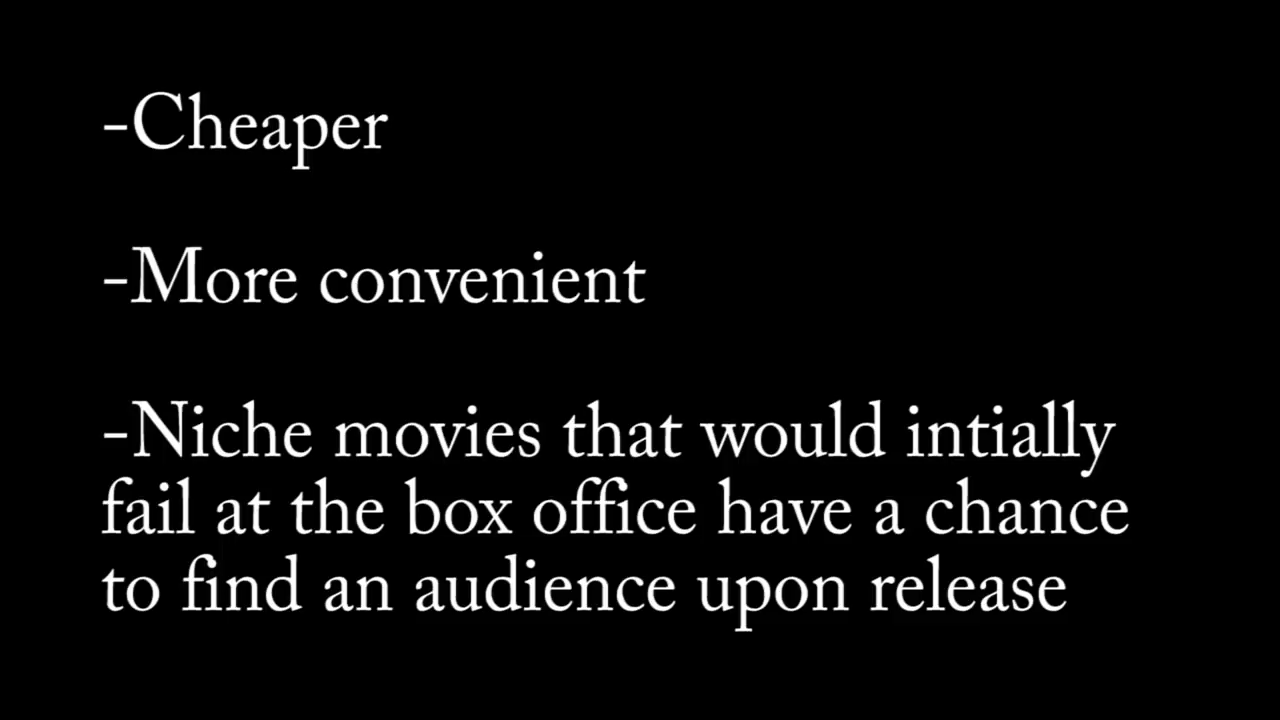 -Cheaper
-More convenient
-Niche movies that would intially
fail at the box office have a chance
to find an audience upon release